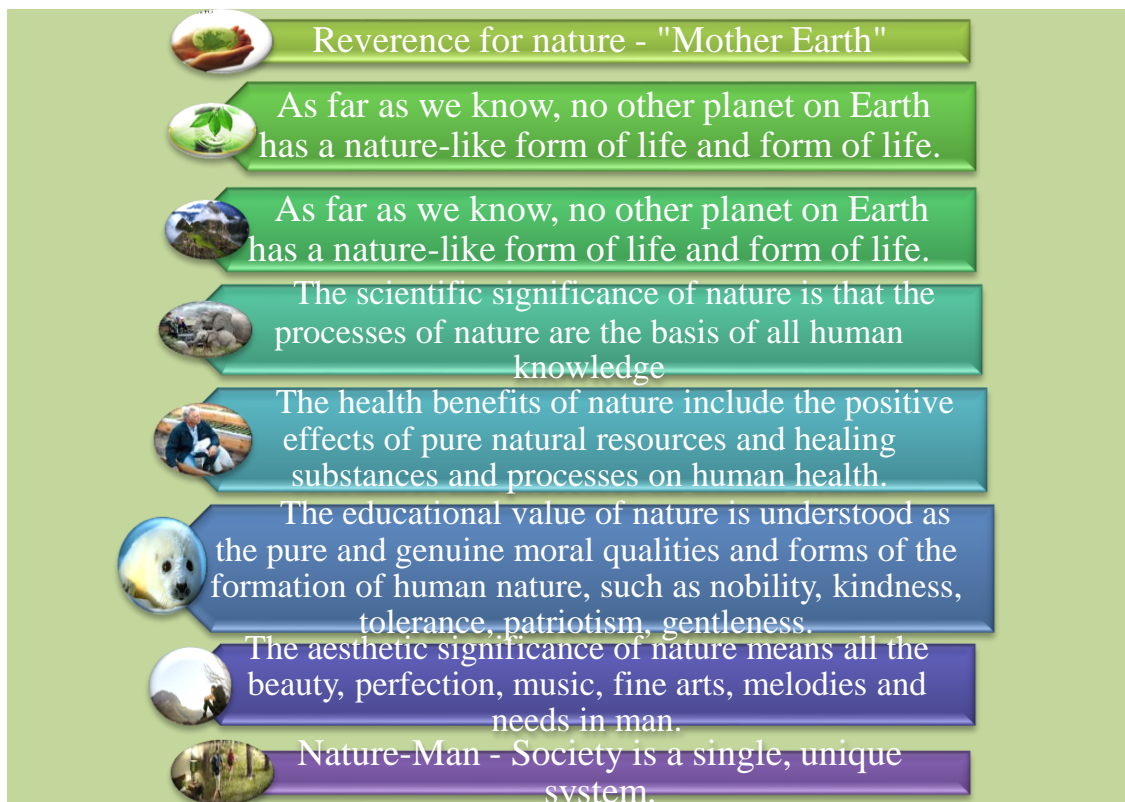 Reverence for nature - "Mother Earth"
As far as we know, no other planet on Earth
has a nature-like form of life and form of life.
As far as we know, no other planet on Earth
has a nature-like form of life and form of life.
The scientific significance of nature is that the
processes of nature are the basis of all human
knowledge
The health benefits of nature include the positive
effects of pure natural resources and healing
substances and processes on human health.
The educational value of nature is understood as
the pure and genuine moral qualities and forms of the
formation of human nature, such as nobility, kindness,
tolerance, patriotism, gentleness.
The aesthetic significance of nature means all the
beauty, perfection, music, fine arts, melodies and
needs in man.
Nature-Man - Society is a single, unique
system.